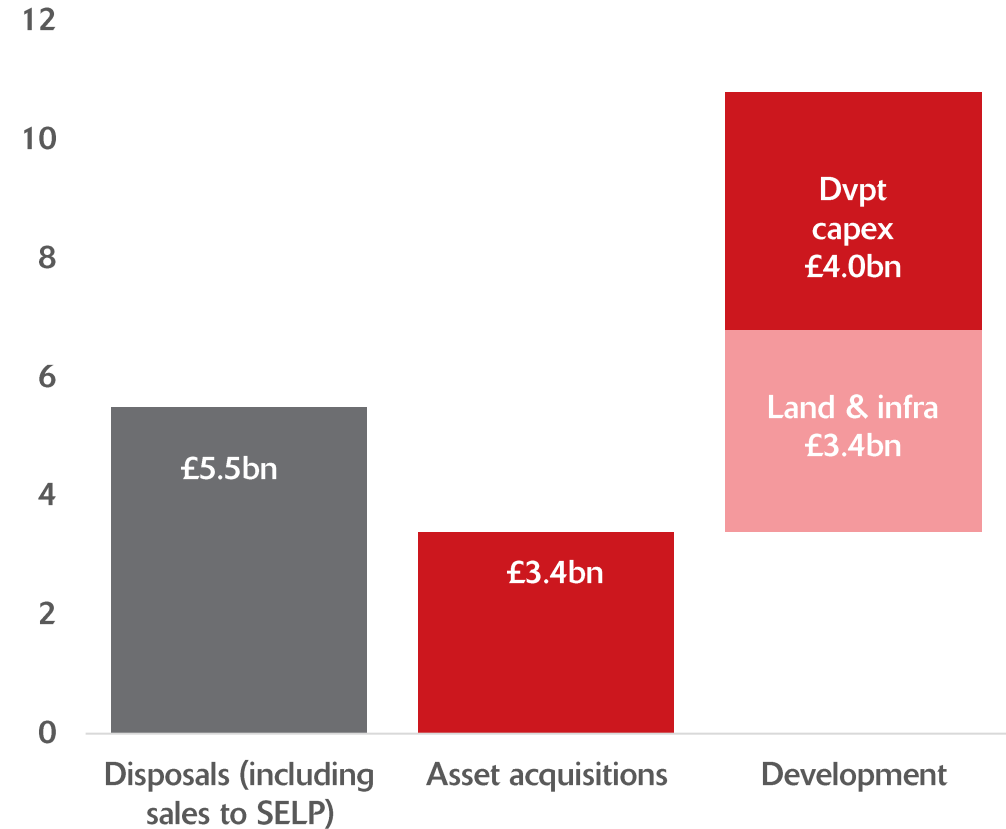 12
10
8
6
4
2
0
£5.5bn
£3.4bn
Dvpt
capex
£4.0bn
Land & infra
£3.4bn
Disposals (including
sales to SELP)
Asset acquisitions
Development